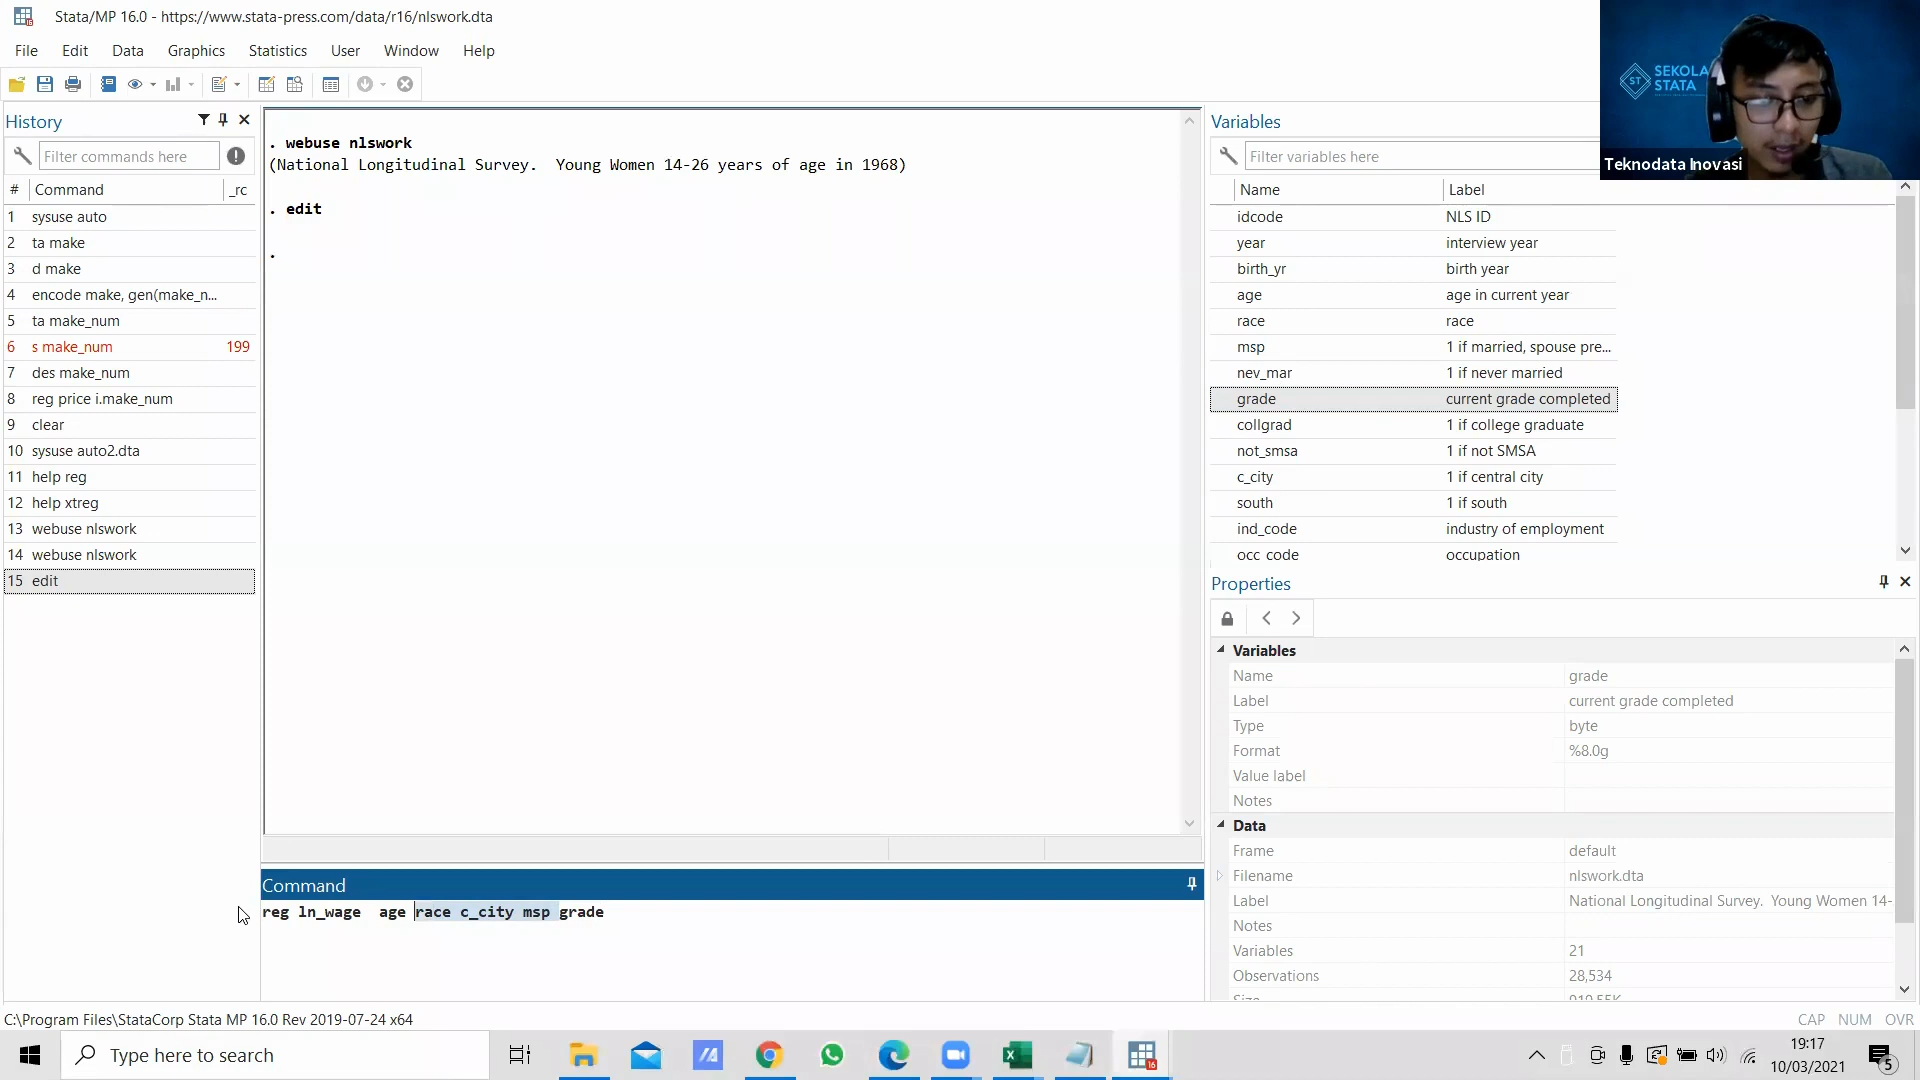 Stata/MP 16.0 - https://www.stata-press.com/data/r16/nlswork.dta
File Edit Data Graphics Statistics User Window Help
History
Filter commands here
# Command _rc
1 sysuse auto
2 ta make
3 d make
4 encode make, gen(make_n...
5 ta make_num
6 s make_num 199
7 des make_num
8 reg price i.make_num
9 clear
10 sysuse auto2.dta
11 help reg
12 help xtreg
13 webuse nlswork
14 webuse nlswork
15 edit
. webuse nlswork
(National Longitudinal Survey. Young Women 14-26 years of age in 1968)
. edit
.
Command
reg ln_wage age race c_city msp grade
Variables
Filter variables here
Name Label
idcode NLS ID
year interview year
birth_yr birth year
age age in current year
race race
msp 1 if married, spouse pre...
nev_mar 1 if never married
grade current grade completed
collgrad 1 if college graduate
not_smsa 1 if not SMSA
c_city 1 if central city
south 1 if south
ind_code industry of employment
occ_code occupation
Properties
Variables
Name grade
Label current grade completed
Type byte
Format %8.0g
Value label
Notes
Data
Frame default
Filename nlswork.dta
Label National Longitudinal Survey. Young Women 14-
Notes
Variables 21
Observations 28,534
ST SEKOLA
STATA
Teknodata Inovasi
C:\Program Files\StataCorp Stata MP 16.0 Rev 2019-07-24 x64
CAP NUM OVR
Type here to search
16
19:17
10/03/2021
5